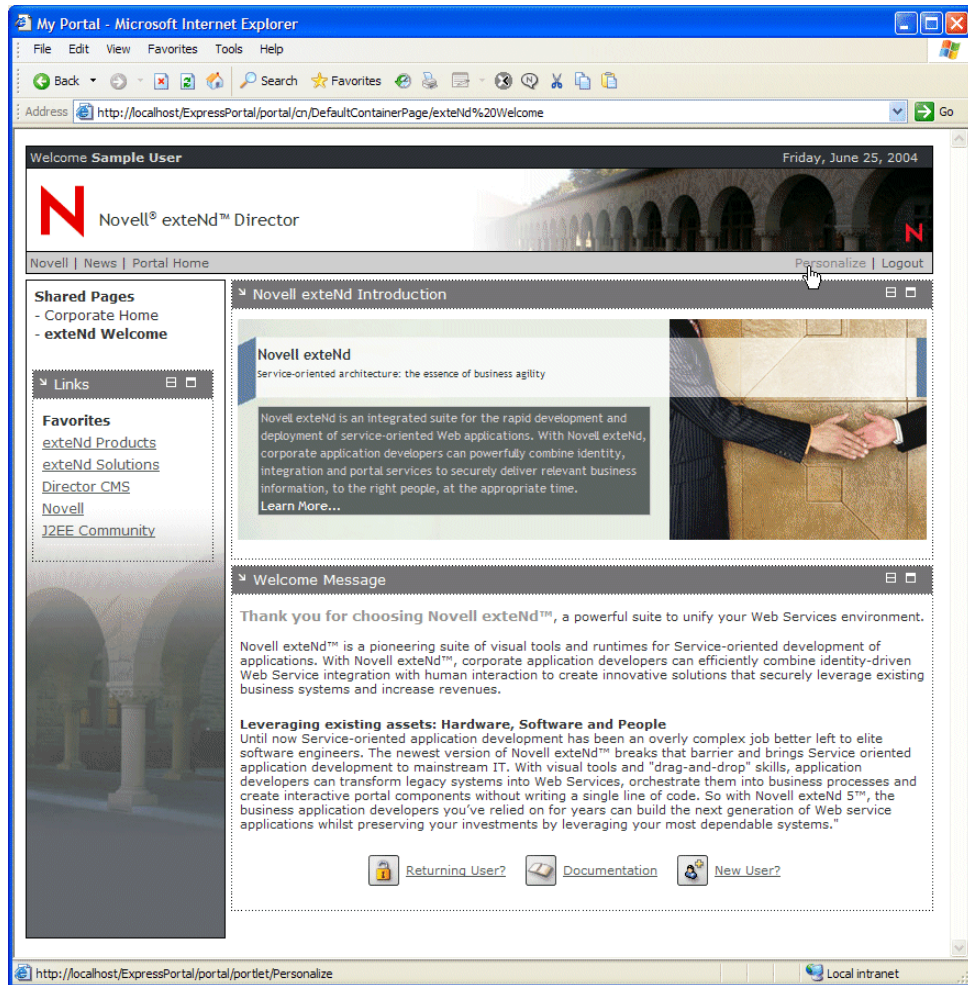 My Portal - Microsoft Internet Explorer
File Edit View Favorites Tools Help
Back Search Favorites
Address http://localhost/ExpressPortal/portal/cn/DefaultContainerPage/exteNd%20Welcome Go
Welcome Sample User Friday, June 25, 2004
N Novell® exteNd™ Director N
Novell | News | Portal Home Personalize | Logout
Shared Pages
- Corporate Home
- exteNd Welcome
Links
Favorites
exteNd Products
exteNd Solutions
Director CMS
Novell
J2EE Community
Novell exteNd Introduction
Novell exteNd
Service-oriented architecture: the essence of business agility
Novell exteNd is an integrated suite for the rapid development and
deployment of service-oriented Web applications. With Novell exteNd,
corporate application developers can powerfully combine identity,
integration and portal services to securely deliver relevant business
information, to the right people, at the appropriate time.
Learn More...
Welcome Message
Thank you for choosing Novell exteNd™, a powerful suite to unify your Web Services environment.
Novell exteNd™ is a pioneering suite of visual tools and runtimes for Service-oriented development of
applications. With Novell exteNd™, corporate application developers can efficiently combine identity-driven
Web Service integration with human interaction to create innovative solutions that securely leverage existing
business systems and increase revenues.
Leveraging existing assets: Hardware, Software and People
Until now Service-oriented application development has been an overly complex job better left to elite
software engineers. The newest version of Novell exteNd™ breaks that barrier and brings Service oriented
application development to mainstream IT. With visual tools and "drag-and-drop" skills, application
developers can transform legacy systems into Web Services, orchestrate them into business processes and
create interactive portal components without writing a single line of code. So with Novell exteNd 5™, the
business application developers you've relied on for years can build the next generation of Web service
applications whilst preserving your investments by leveraging your most dependable systems."
Returning User? Documentation New User?
http://localhost/ExpressPortal/portal/portlet/Personalize Local intranet